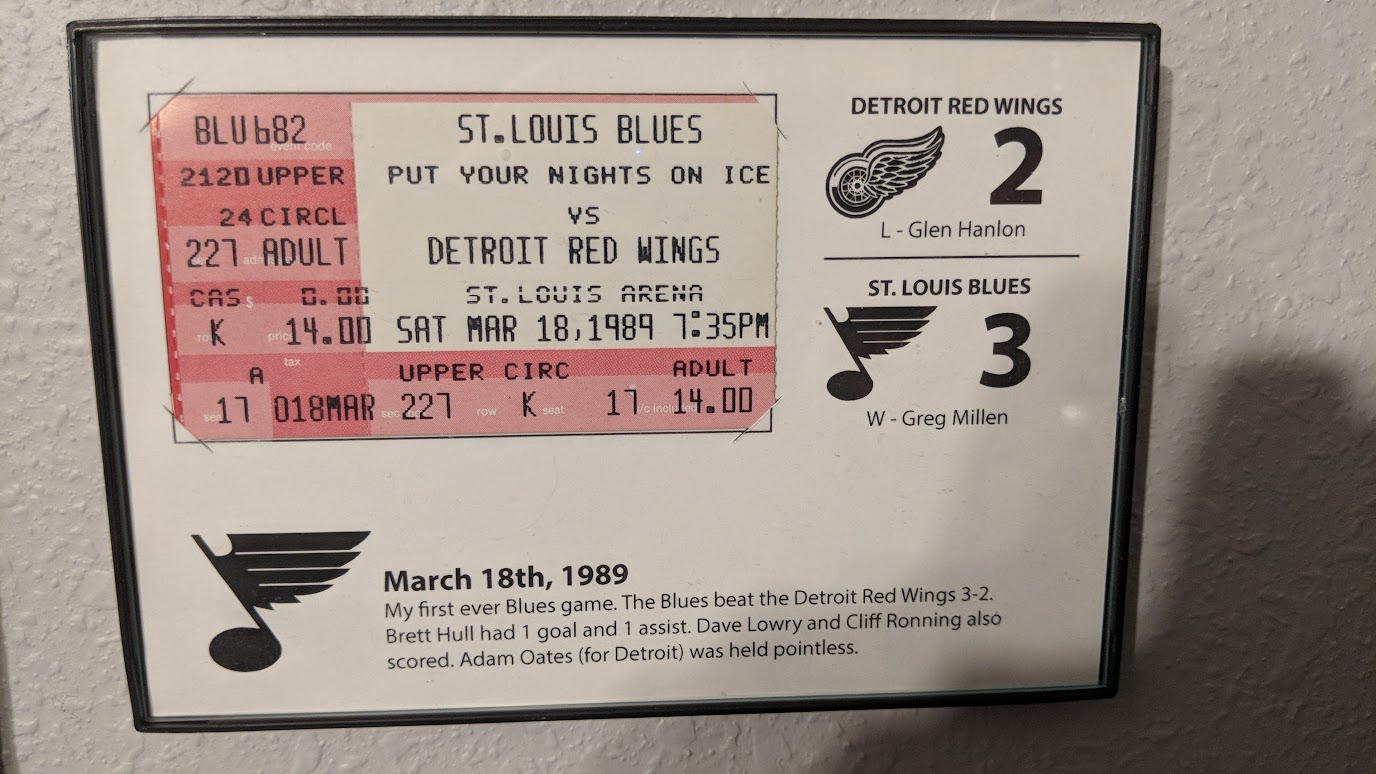 BLU682 ST.LOUIS BLUES
event code
2120 UPPER PUT YOUR NIGHTS ON ICE
24 CIRCL VS
227 ADULT DETROIT RED WINGS
CAS $ 0.00 ST.LOUIS ARENA
row K price 14.00 SAT MAR 18,1989 7:35PM
tax
A UPPER CIRC ADULT
17 018MAR 227 row K seat 17 14.00
DETROIT RED WINGS
2
L - Glen Hanlon
ST. LOUIS BLUES
3
W - Greg Millen
March 18th, 1989
My first ever Blues game. The Blues beat the Detroit Red Wings 3-2.
Brett Hull had 1 goal and 1 assist. Dave Lowry and Cliff Ronning also
scored. Adam Oates (for Detroit) was held pointless.